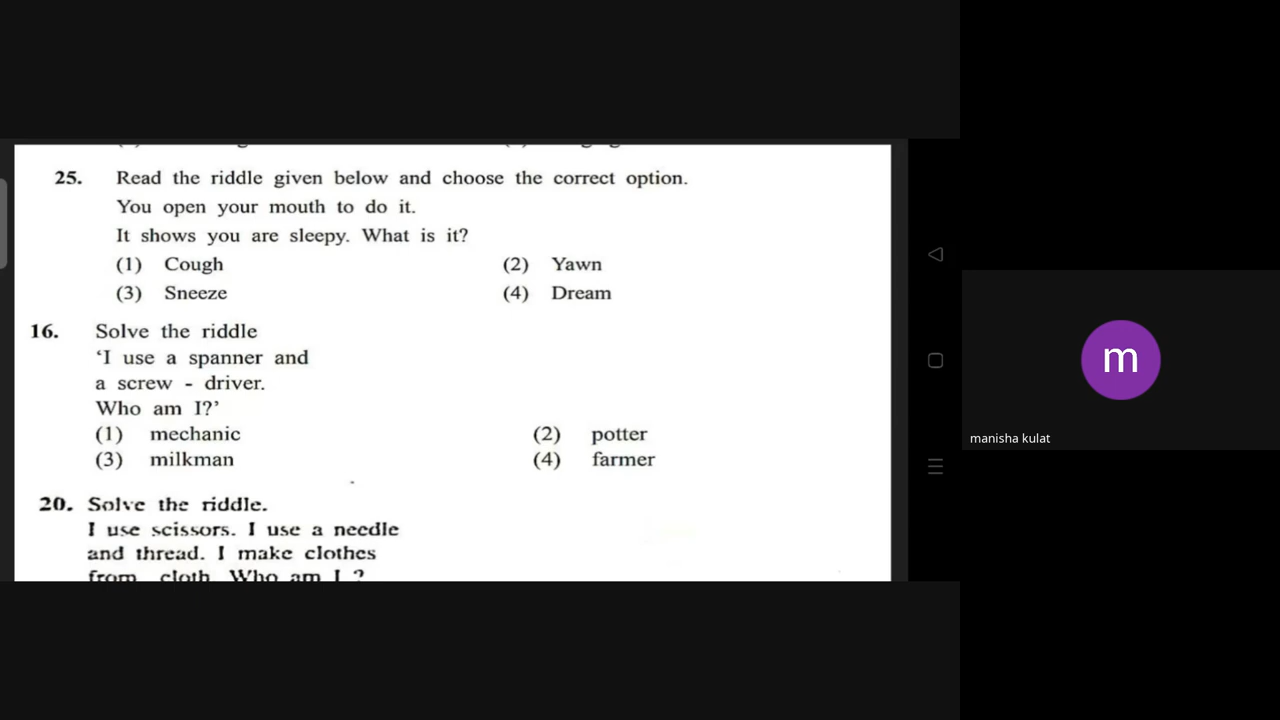 25. Read the riddle given below and choose the correct option.
You open your mouth to do it.
It shows you are sleepy. What is it?
(1) Cough (2) Yawn
(3) Sneeze (4) Dream
16. Solve the riddle
‘I use a spanner and
a screw - driver.
Who am I?’
(1) mechanic (2) potter
(3) milkman (4) farmer
20. Solve the riddle.
I use scissors. I use a needle
and thread. I make clothes
from cloth Who am I ?
m
manisha kulat